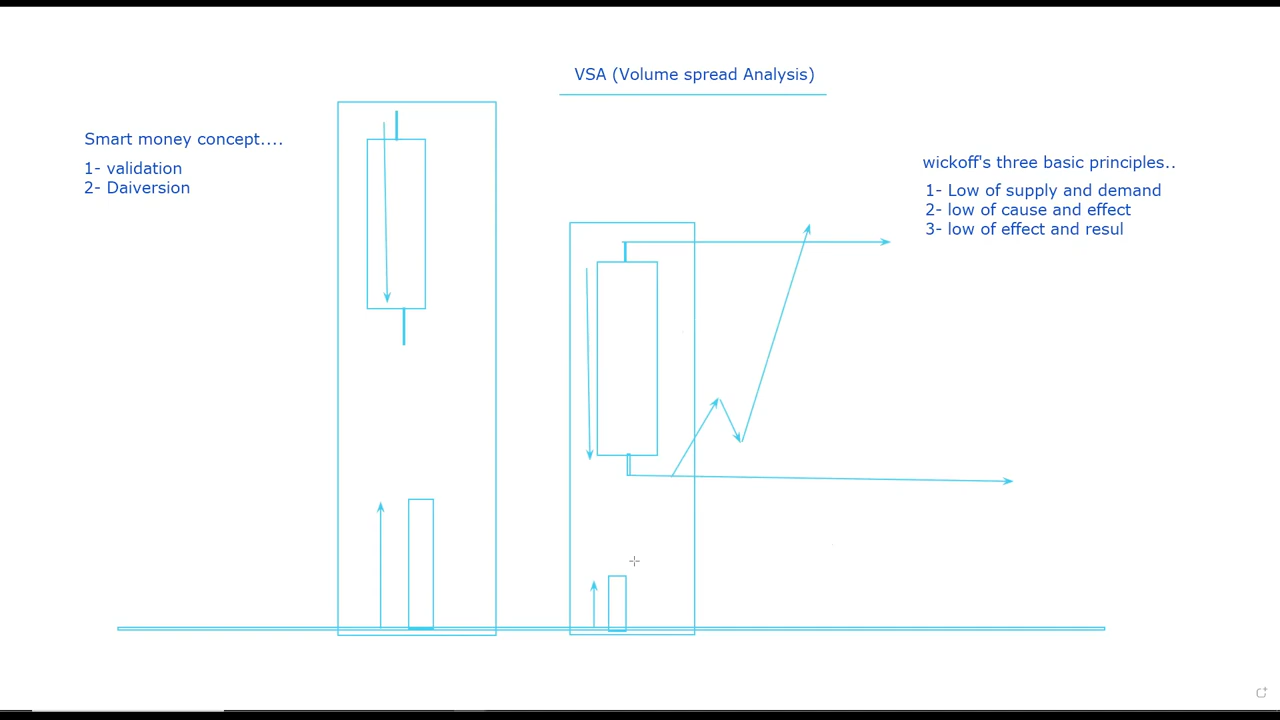 VSA (Volume spread Analysis)
Smart money concept....
1- validation
2- Daiversion
wickoff's three basic principles..
1- Low of supply and demand
2- low of cause and effect
3- low of effect and resul